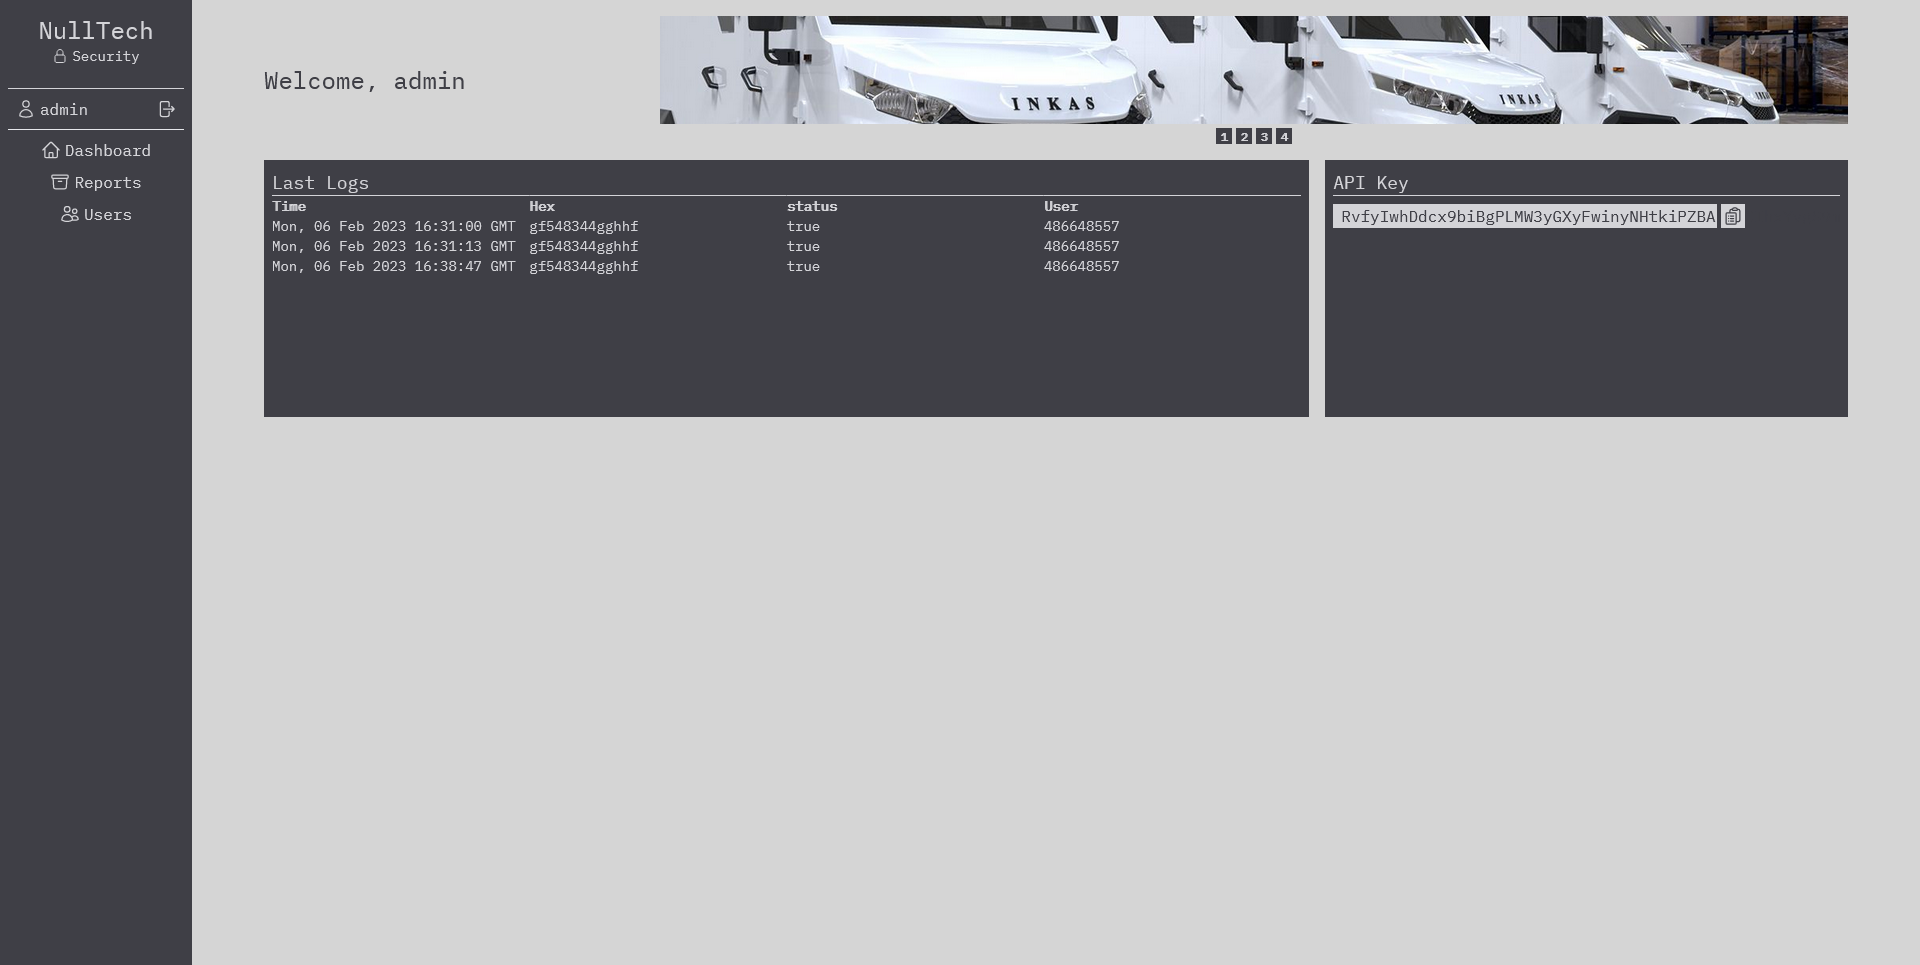 NullTech
Security
admin
Dashboard
Reports
Users
Welcome, admin
INKAS
INKAS
1 2 3 4
Last Logs
Time Hex status User
Mon, 06 Feb 2023 16:31:00 GMT gf548344gghhf true 486648557
Mon, 06 Feb 2023 16:31:13 GMT gf548344gghhf true 486648557
Mon, 06 Feb 2023 16:38:47 GMT gf548344gghhf true 486648557
API Key
RvfyIwhDdcx9biBgPLMW3yGXyFwinyNHtkiPZBA